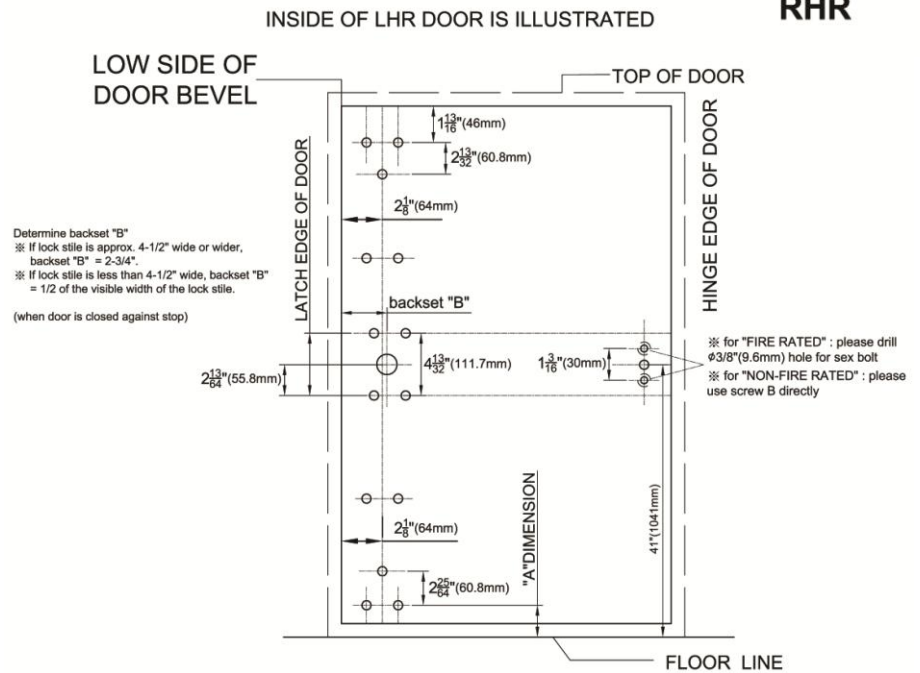 RHR
INSIDE OF LHR DOOR IS ILLUSTRATED
LOW SIDE OF
DOOR BEVEL
TOP OF DOOR
1 13/16"(46mm)
2 13/32"(60.8mm)
LATCH EDGE OF DOOR
HINGE EDGE OF DOOR
2 1/8"(64mm)
Determine backset "B"
※ If lock stile is approx. 4-1/2" wide or wider,
backset "B" = 2-3/4".
※ If lock stile is less than 4-1/2" wide, backset "B"
= 1/2 of the visible width of the lock stile.
(when door is closed against stop)
backset "B"
4 13/32"(111.7mm)
1 3/16"(30mm)
2 13/64"(55.8mm)
※ for "FIRE RATED" : please drill
ø3/8"(9.6mm) hole for sex bolt
※ for "NON-FIRE RATED" : please
use screw B directly
2 1/8"(64mm)
"A"DIMENSION
41"(1041mm)
2 25/64"(60.8mm)
FLOOR LINE